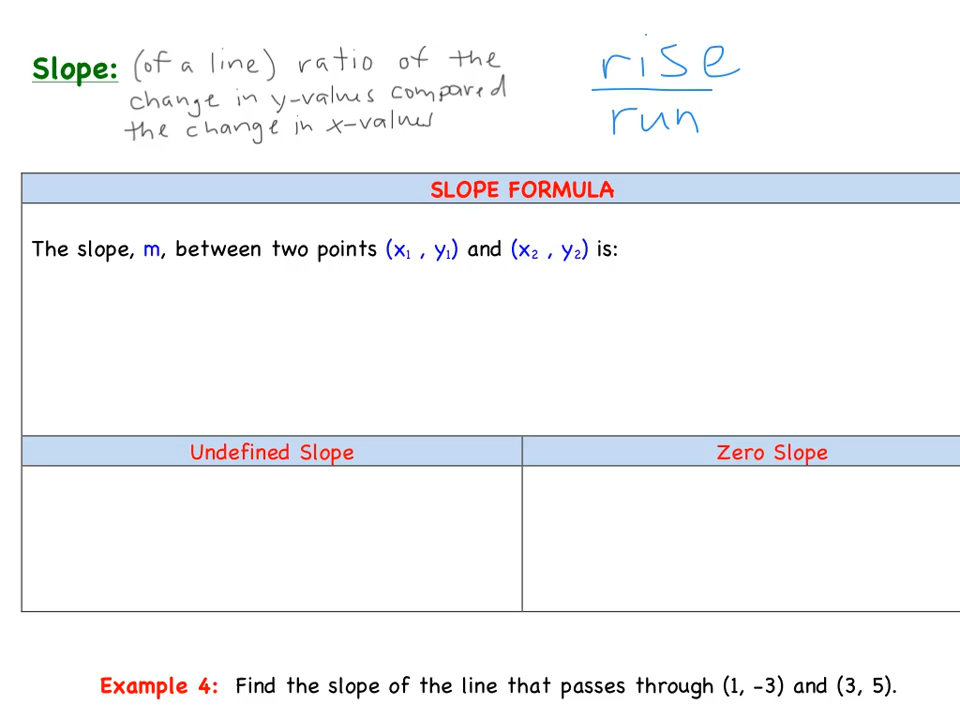 Slope: (of a line) ratio of the
change in y-values compared
the change in x-values
rise
run
SLOPE FORMULA
The slope, m, between two points (x₁ , y₁) and (x₂ , y₂) is:
Undefined Slope
Zero Slope
Example 4: Find the slope of the line that passes through (1, -3) and (3, 5).